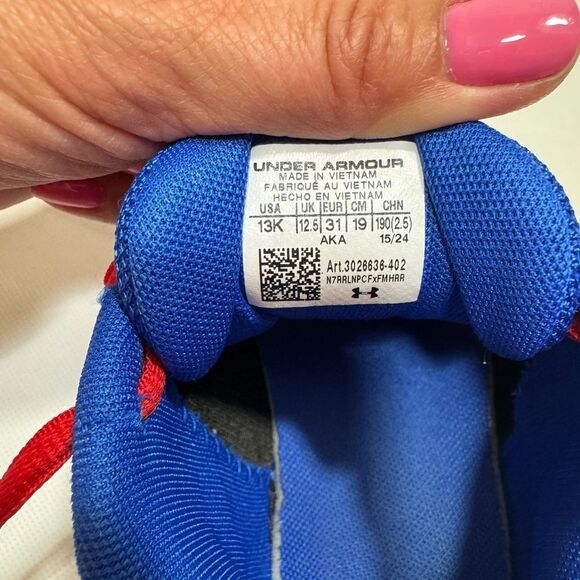 UNDER ARMOUR
MADE IN VIETNAM
FABRIQUÉ AU VIETNAM
HECHO EN VIETNAM
USA UK EUR CM CHN
13K 12.5 31 19 190(2.5)
AKA 15/24
Art.3026636-402
N7RRLNPCFxFMHRR